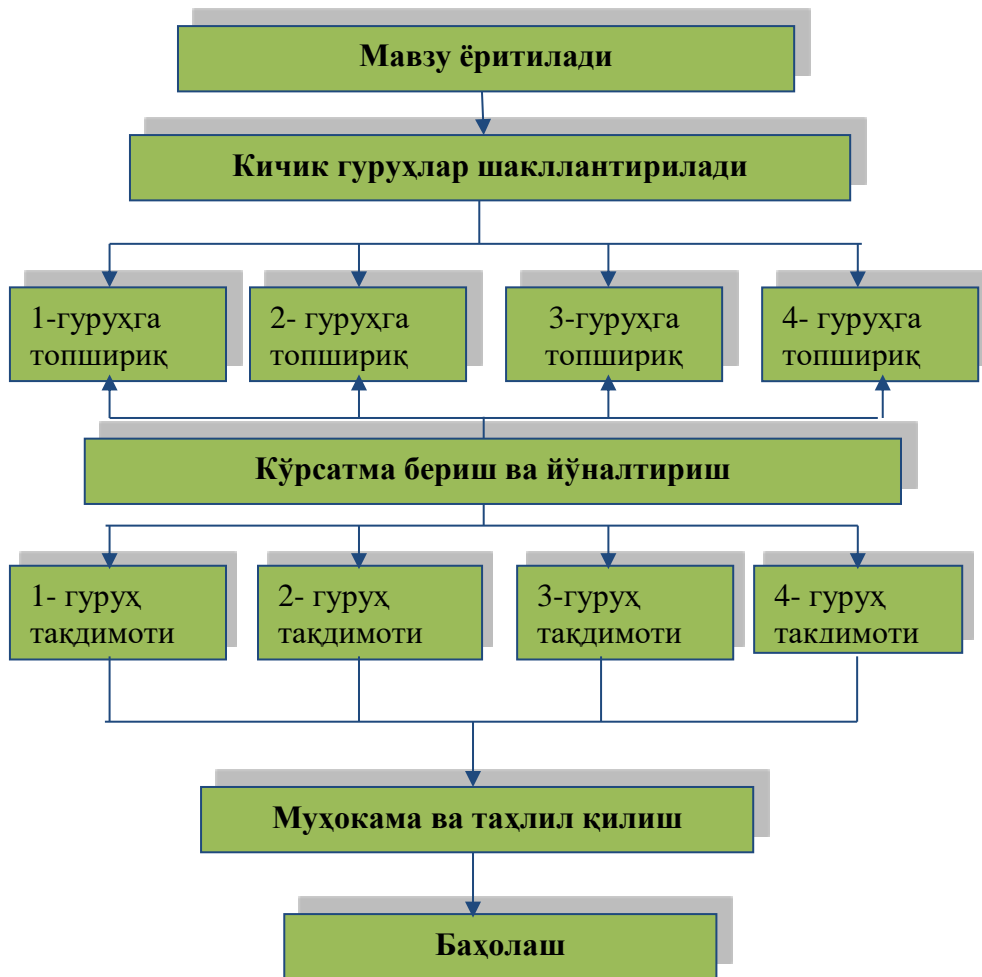 Мавзу ёритилади
Кичик гуруҳлар шакллантирилади
1-гуруҳга
топшириқ
2- гуруҳга
топшириқ
3-гуруҳга
топшириқ
4- гуруҳга
топшириқ
Кўрсатма бериш ва йўналтириш
1- гуруҳ
тақдимоти
2- гуруҳ
тақдимоти
3-гуруҳ
тақдимоти
4- гуруҳ
тақдимоти
Муҳокама ва таҳлил қилиш
Баҳолаш